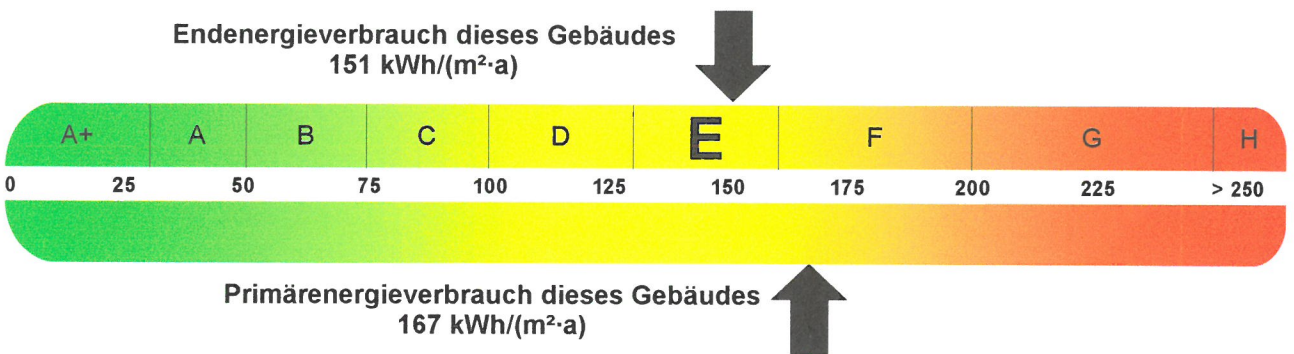 Endenergieverbrauch dieses Gebäudes
151 kWh/(m²·a)
A+ A B C D E F G H
0 25 50 75 100 125 150 175 200 225 > 250
Primärenergieverbrauch dieses Gebäudes
167 kWh/(m²·a)